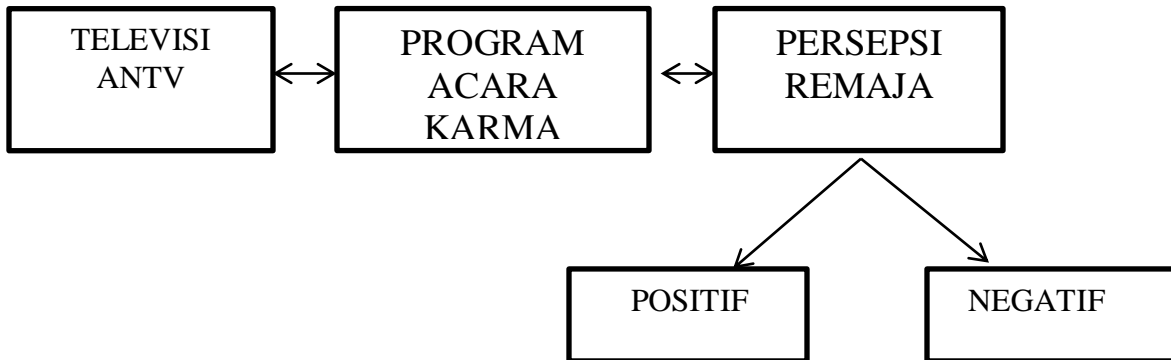 TELEVISI
ANTV
PROGRAM
ACARA
KARMA
PERSEPSI
REMAJA
POSITIF
NEGATIF